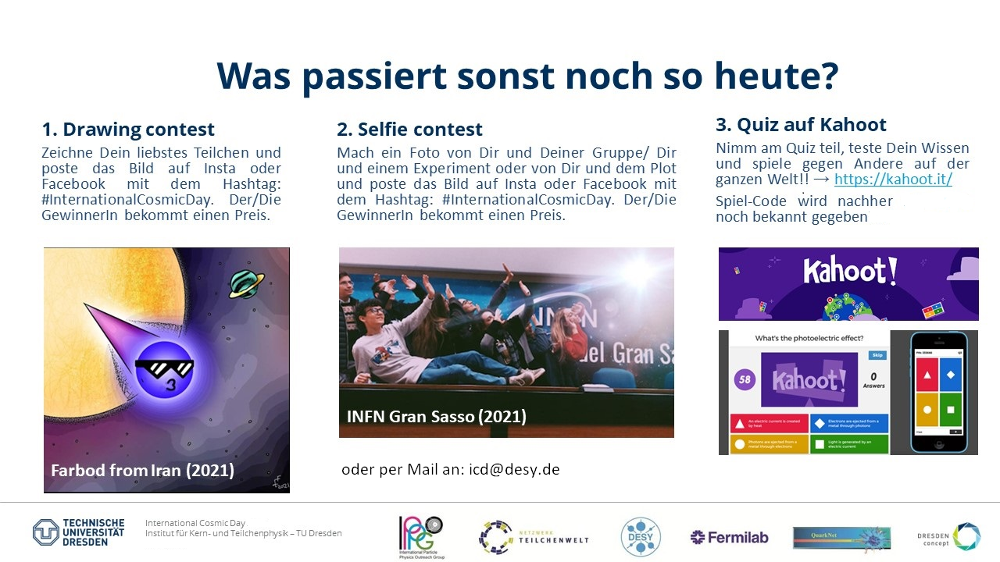 Was passiert sonst noch so heute?
1. Drawing contest
Zeichne Dein liebstes Teilchen und
poste das Bild auf Insta oder
Facebook mit dem Hashtag:
#InternationalCosmicDay. Der/Die
GewinnerIn bekommt einen Preis.
Farbod from Iran (2021)
2. Selfie contest
Mach ein Foto von Dir und Deiner Gruppe/ Dir
und einem Experiment oder von Dir und dem Plot
und poste das Bild auf Insta oder Facebook mit
dem Hashtag: #InternationalCosmicDay. Der/Die
GewinnerIn bekommt einen Preis.
INFN
del Gran Sa
INFN Gran Sasso (2021)
oder per Mail an: icd@desy.de
3. Quiz auf Kahoot
Nimm am Quiz teil, teste Dein Wissen
und spiele gegen Andere auf der
ganzen Welt!! → https://kahoot.it/
Spiel-Code wird nachher
noch bekannt gegeben
Kahoot!
What's the photoelectric effect?
Skip
58
Kahoot!
0
Answers
An electric current is created
by heat
Electrons are ejected from a
metal through photons
Photons are ejected from a
metal through electrons
Light is generated by an
electric current
TECHNISCHE
UNIVERSITÄT
DRESDEN
International Cosmic Day
Institut für Kern- und Teilchenphysik – TU Dresden
IPPOG
International Particle
Physics Outreach Group
NETZWERK
TEILCHENWELT
DESY
Fermilab
QuarkNet
DRESDEN
concept